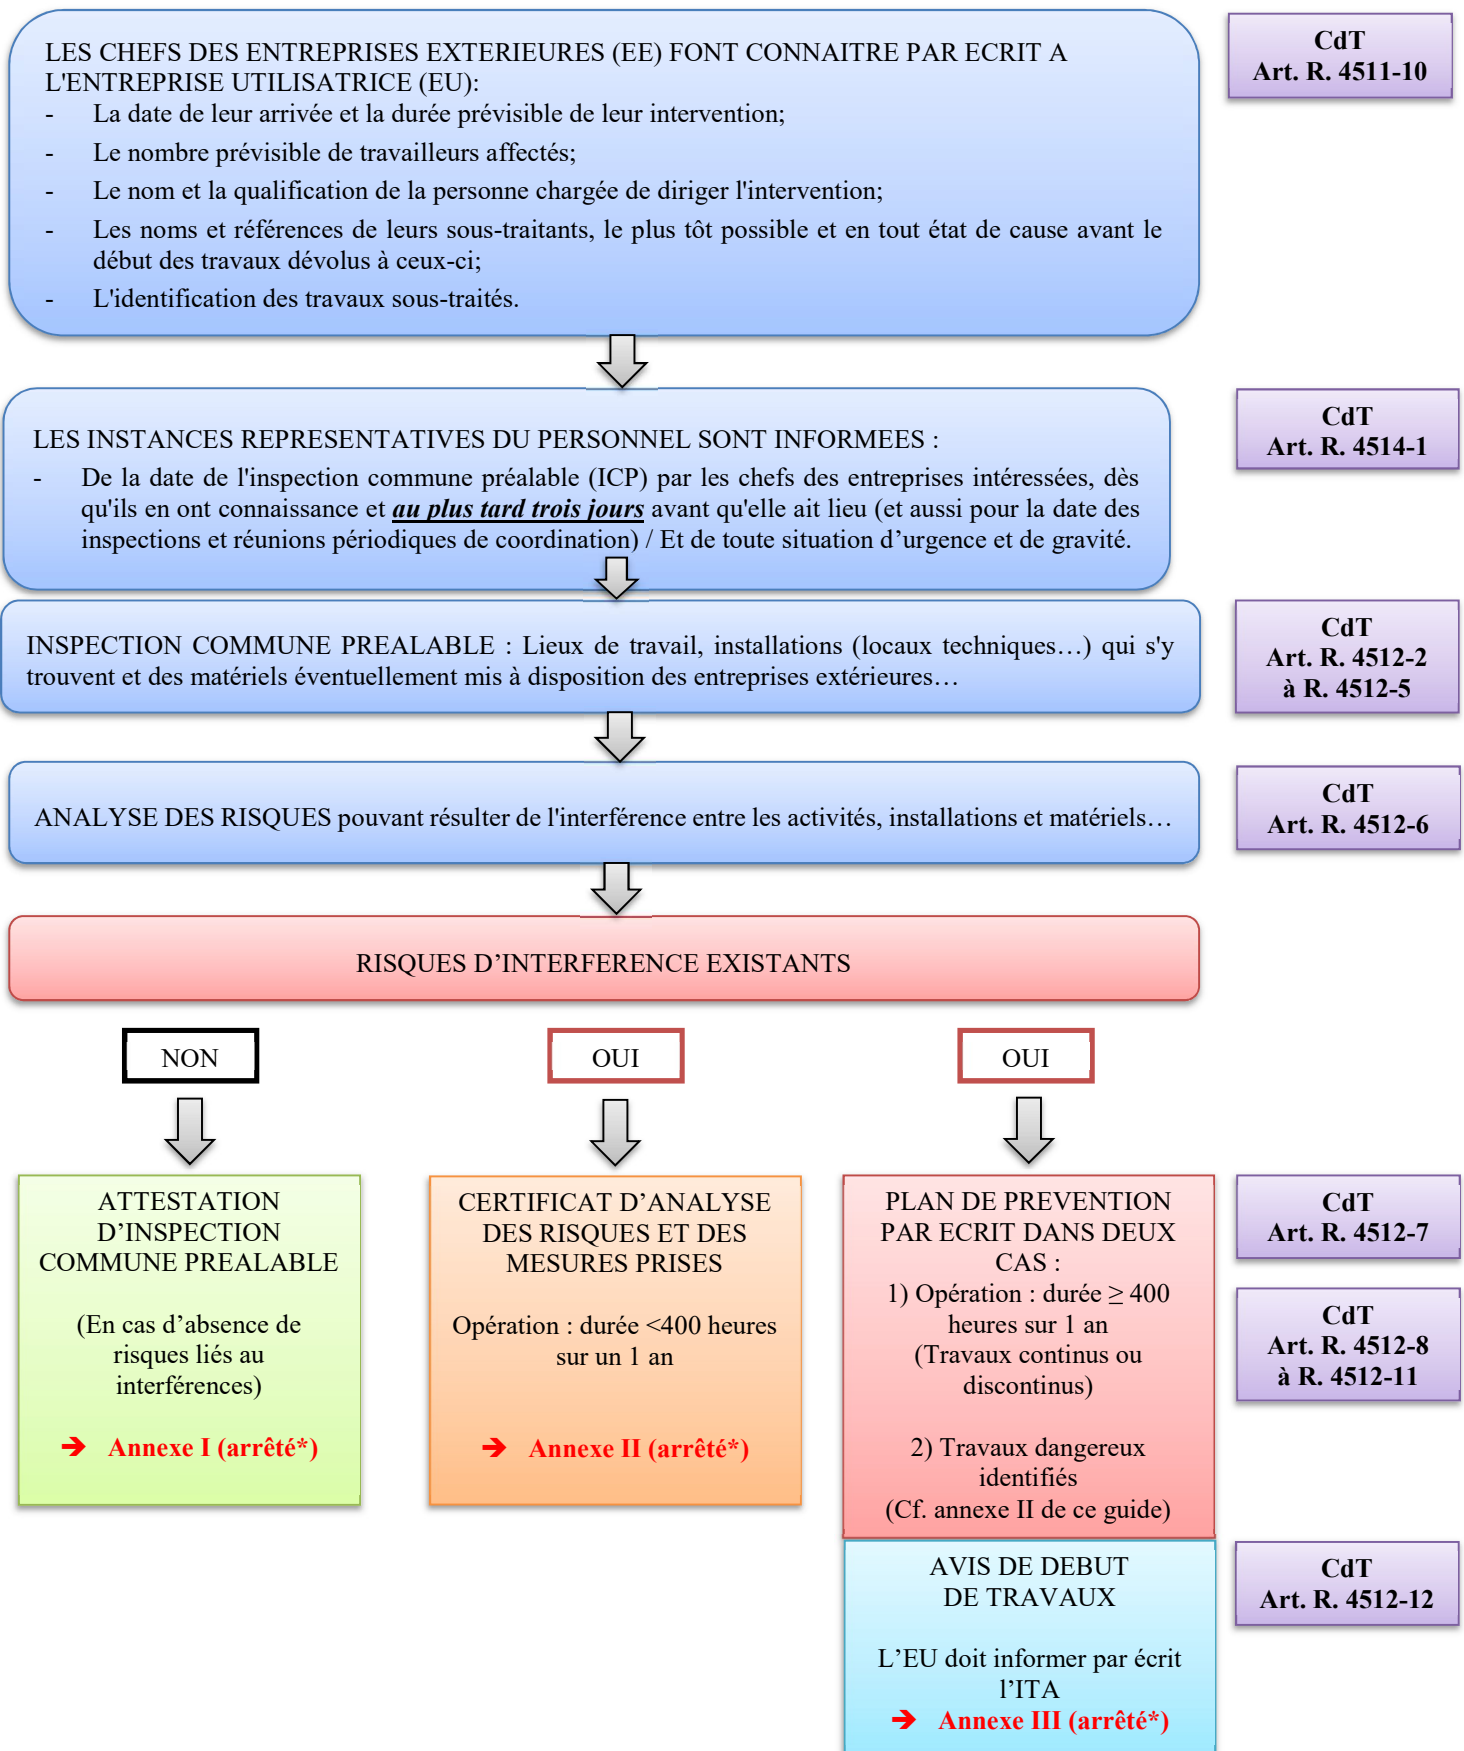 LES CHEFS DES ENTREPRISES EXTERIEURES (EE) FONT CONNAITRE PAR ECRIT A
L'ENTREPRISE UTILISATRICE (EU):
- La date de leur arrivée et la durée prévisible de leur intervention;
- Le nombre prévisible de travailleurs affectés;
- Le nom et la qualification de la personne chargée de diriger l'intervention;
- Les noms et références de leurs sous-traitants, le plus tôt possible et en tout état de cause avant le
début des travaux dévolus à ceux-ci;
- L'identification des travaux sous-traités.
CdT
Art. R. 4511-10
LES INSTANCES REPRESENTATIVES DU PERSONNEL SONT INFORMEES :
- De la date de l'inspection commune préalable (ICP) par les chefs des entreprises intéressées, dès
qu'ils en ont connaissance et au plus tard trois jours avant qu'elle ait lieu (et aussi pour la date des
inspections et réunions périodiques de coordination) / Et de toute situation d’urgence et de gravité.
CdT
Art. R. 4514-1
INSPECTION COMMUNE PREALABLE : Lieux de travail, installations (locaux techniques…) qui s'y
trouvent et des matériels éventuellement mis à disposition des entreprises extérieures…
CdT
Art. R. 4512-2
à R. 4512-5
ANALYSE DES RISQUES pouvant résulter de l'interférence entre les activités, installations et matériels…
CdT
Art. R. 4512-6
RISQUES D’INTERFERENCE EXISTANTS
NON
OUI
OUI
ATTESTATION
D’INSPECTION
COMMUNE PREALABLE
(En cas d’absence de
risques liés au
interférences)
➔ Annexe I (arrêté*)
CERTIFICAT D’ANALYSE
DES RISQUES ET DES
MESURES PRISES
Opération : durée <400 heures
sur un 1 an
➔ Annexe II (arrêté*)
PLAN DE PREVENTION
PAR ECRIT DANS DEUX
CAS :
1) Opération : durée ≥ 400
heures sur 1 an
(Travaux continus ou
discontinus)
2) Travaux dangereux
identifiés
(Cf. annexe II de ce guide)
CdT
Art. R. 4512-7
CdT
Art. R. 4512-8
à R. 4512-11
AVIS DE DEBUT
DE TRAVAUX
L’EU doit informer par écrit
l’ITA
➔ Annexe III (arrêté*)
CdT
Art. R. 4512-12